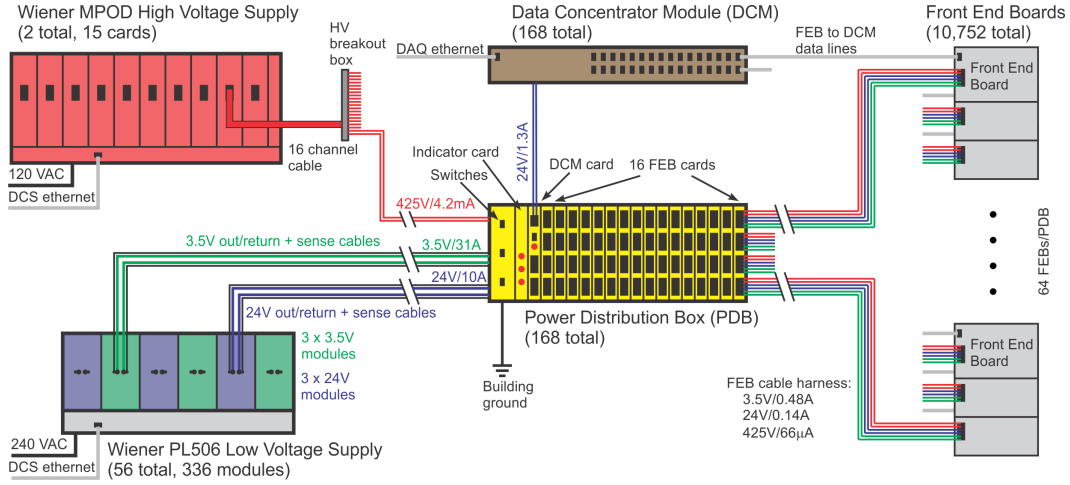 Wiener MPOD High Voltage Supply
(2 total, 15 cards)
HV
breakout
box
16 channel
cable
120 VAC
DCS ethernet
Data Concentrator Module (DCM)
(168 total)
DAQ ethernet
FEB to DCM
data lines
Front End Boards
(10,752 total)
Front End
Board
24V/1.3A
Indicator card
Switches
DCM card
16 FEB cards
425V/4.2mA
3.5V out/return + sense cables
3.5V/31A
24V/10A
24V out/return + sense cables
64 FEBs/PDB
Power Distribution Box (PDB)
(168 total)
Building
ground
3 x 3.5V
modules
3 x 24V
modules
240 VAC
DCS ethernet
Wiener PL506 Low Voltage Supply
(56 total, 336 modules)
FEB cable harness:
3.5V/0.48A
24V/0.14A
425V/66µA
Front End
Board